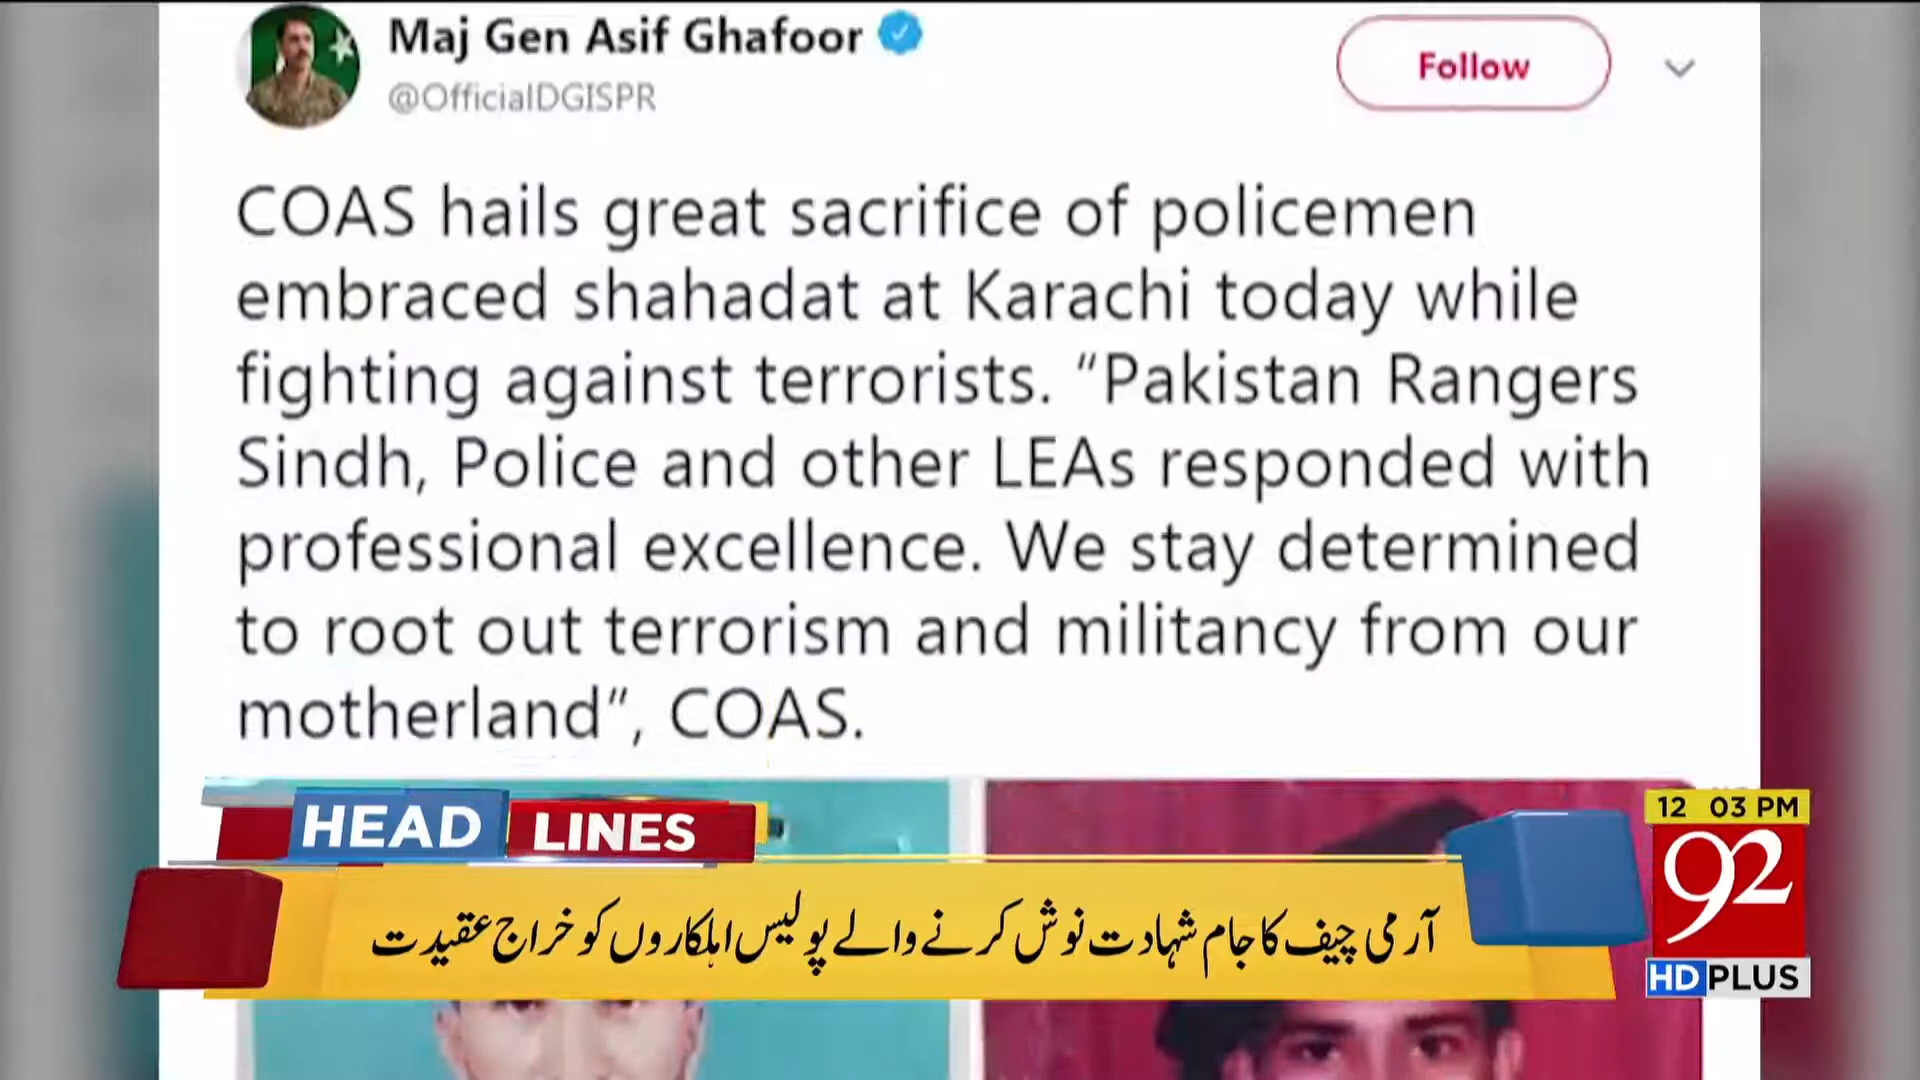 Maj Gen Asif Ghafoor
@OfficialDGISPR
Follow
COAS hails great sacrifice of policemen
embraced shahadat at Karachi today while
fighting against terrorists. “Pakistan Rangers
Sindh, Police and other LEAs responded with
professional excellence. We stay determined
to root out terrorism and militancy from our
motherland”, COAS.
HEAD LINES
12 03 PM
92
آرمی چیف کا جام شہادت نوش کرنے والے پولیس اہلکاروں کو خراج عقیدت
HD PLUS